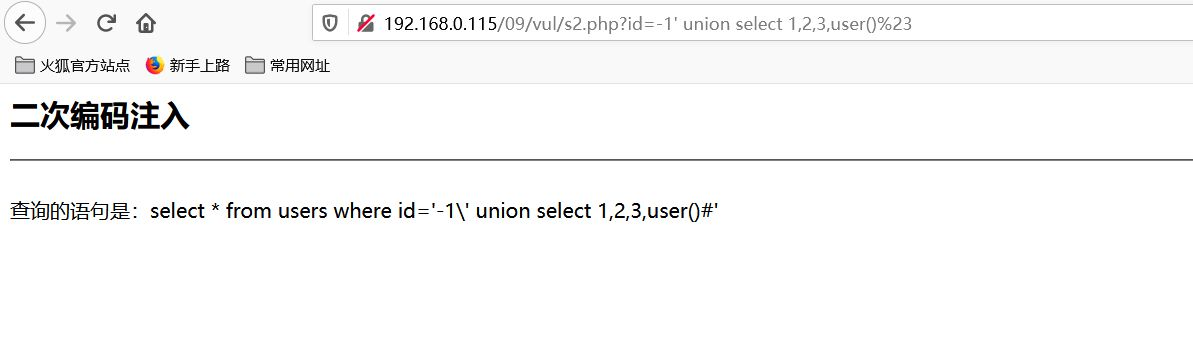 192.168.0.115/09/vul/s2.php?id=-1' union select 1,2,3,user()%23
火狐官方站点 新手上路 常用网址
二次编码注入
查询的语句是：select * from users where id='-1\' union select 1,2,3,user()#'